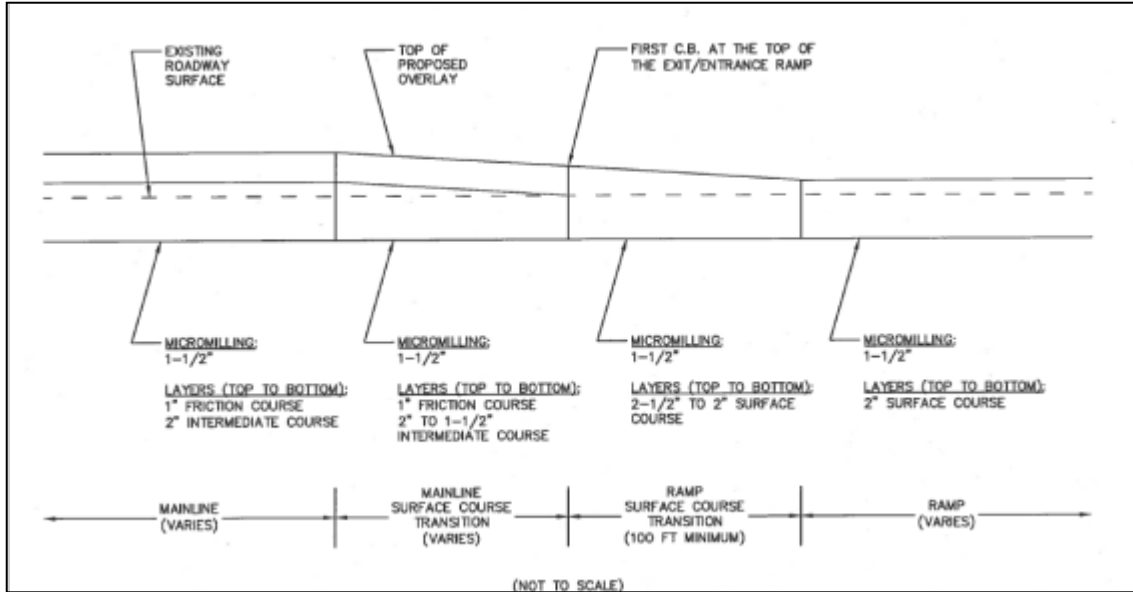 EXISTING
ROADWAY
SURFACE
TOP OF
PROPOSED
OVERLAY
FIRST C.B. AT THE TOP OF
THE EXIT/ENTRANCE RAMP
MICROMILLING:
1-1/2"
LAYERS (TOP TO BOTTOM):
1" FRICTION COURSE
2" INTERMEDIATE COURSE
MICROMILLING:
1-1/2"
LAYERS (TOP TO BOTTOM):
1" FRICTION COURSE
2" TO 1-1/2"
INTERMEDIATE COURSE
MICROMILLING:
1-1/2"
LAYERS (TOP TO BOTTOM):
2-1/2" TO 2" SURFACE
COURSE
MICROMILLING:
1-1/2"
LAYERS (TOP TO BOTTOM):
2" SURFACE COURSE
MAINLINE
(VARIES)
MAINLINE
SURFACE COURSE
TRANSITION
(VARIES)
RAMP
SURFACE COURSE
TRANSITION
(100 FT MINIMUM)
RAMP
(VARIES)
(NOT TO SCALE)